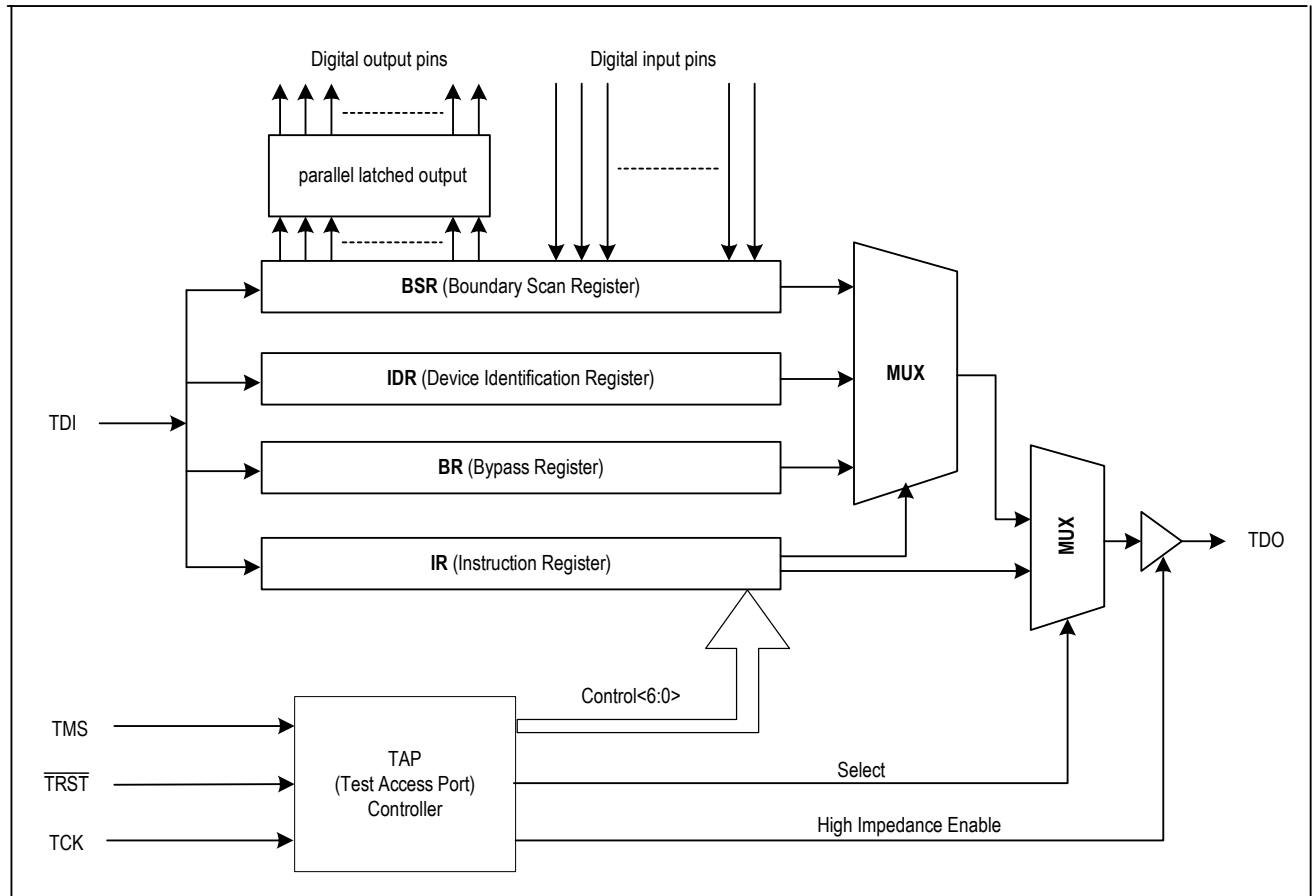 Digital output pins
Digital input pins
parallel latched output
BSR (Boundary Scan Register)
IDR (Device Identification Register)
MUX
TDI
BR (Bypass Register)
IR (Instruction Register)
MUX
TDO
Control<6:0>
TMS
TRST
TCK
TAP
(Test Access Port)
Controller
Select
High Impedance Enable